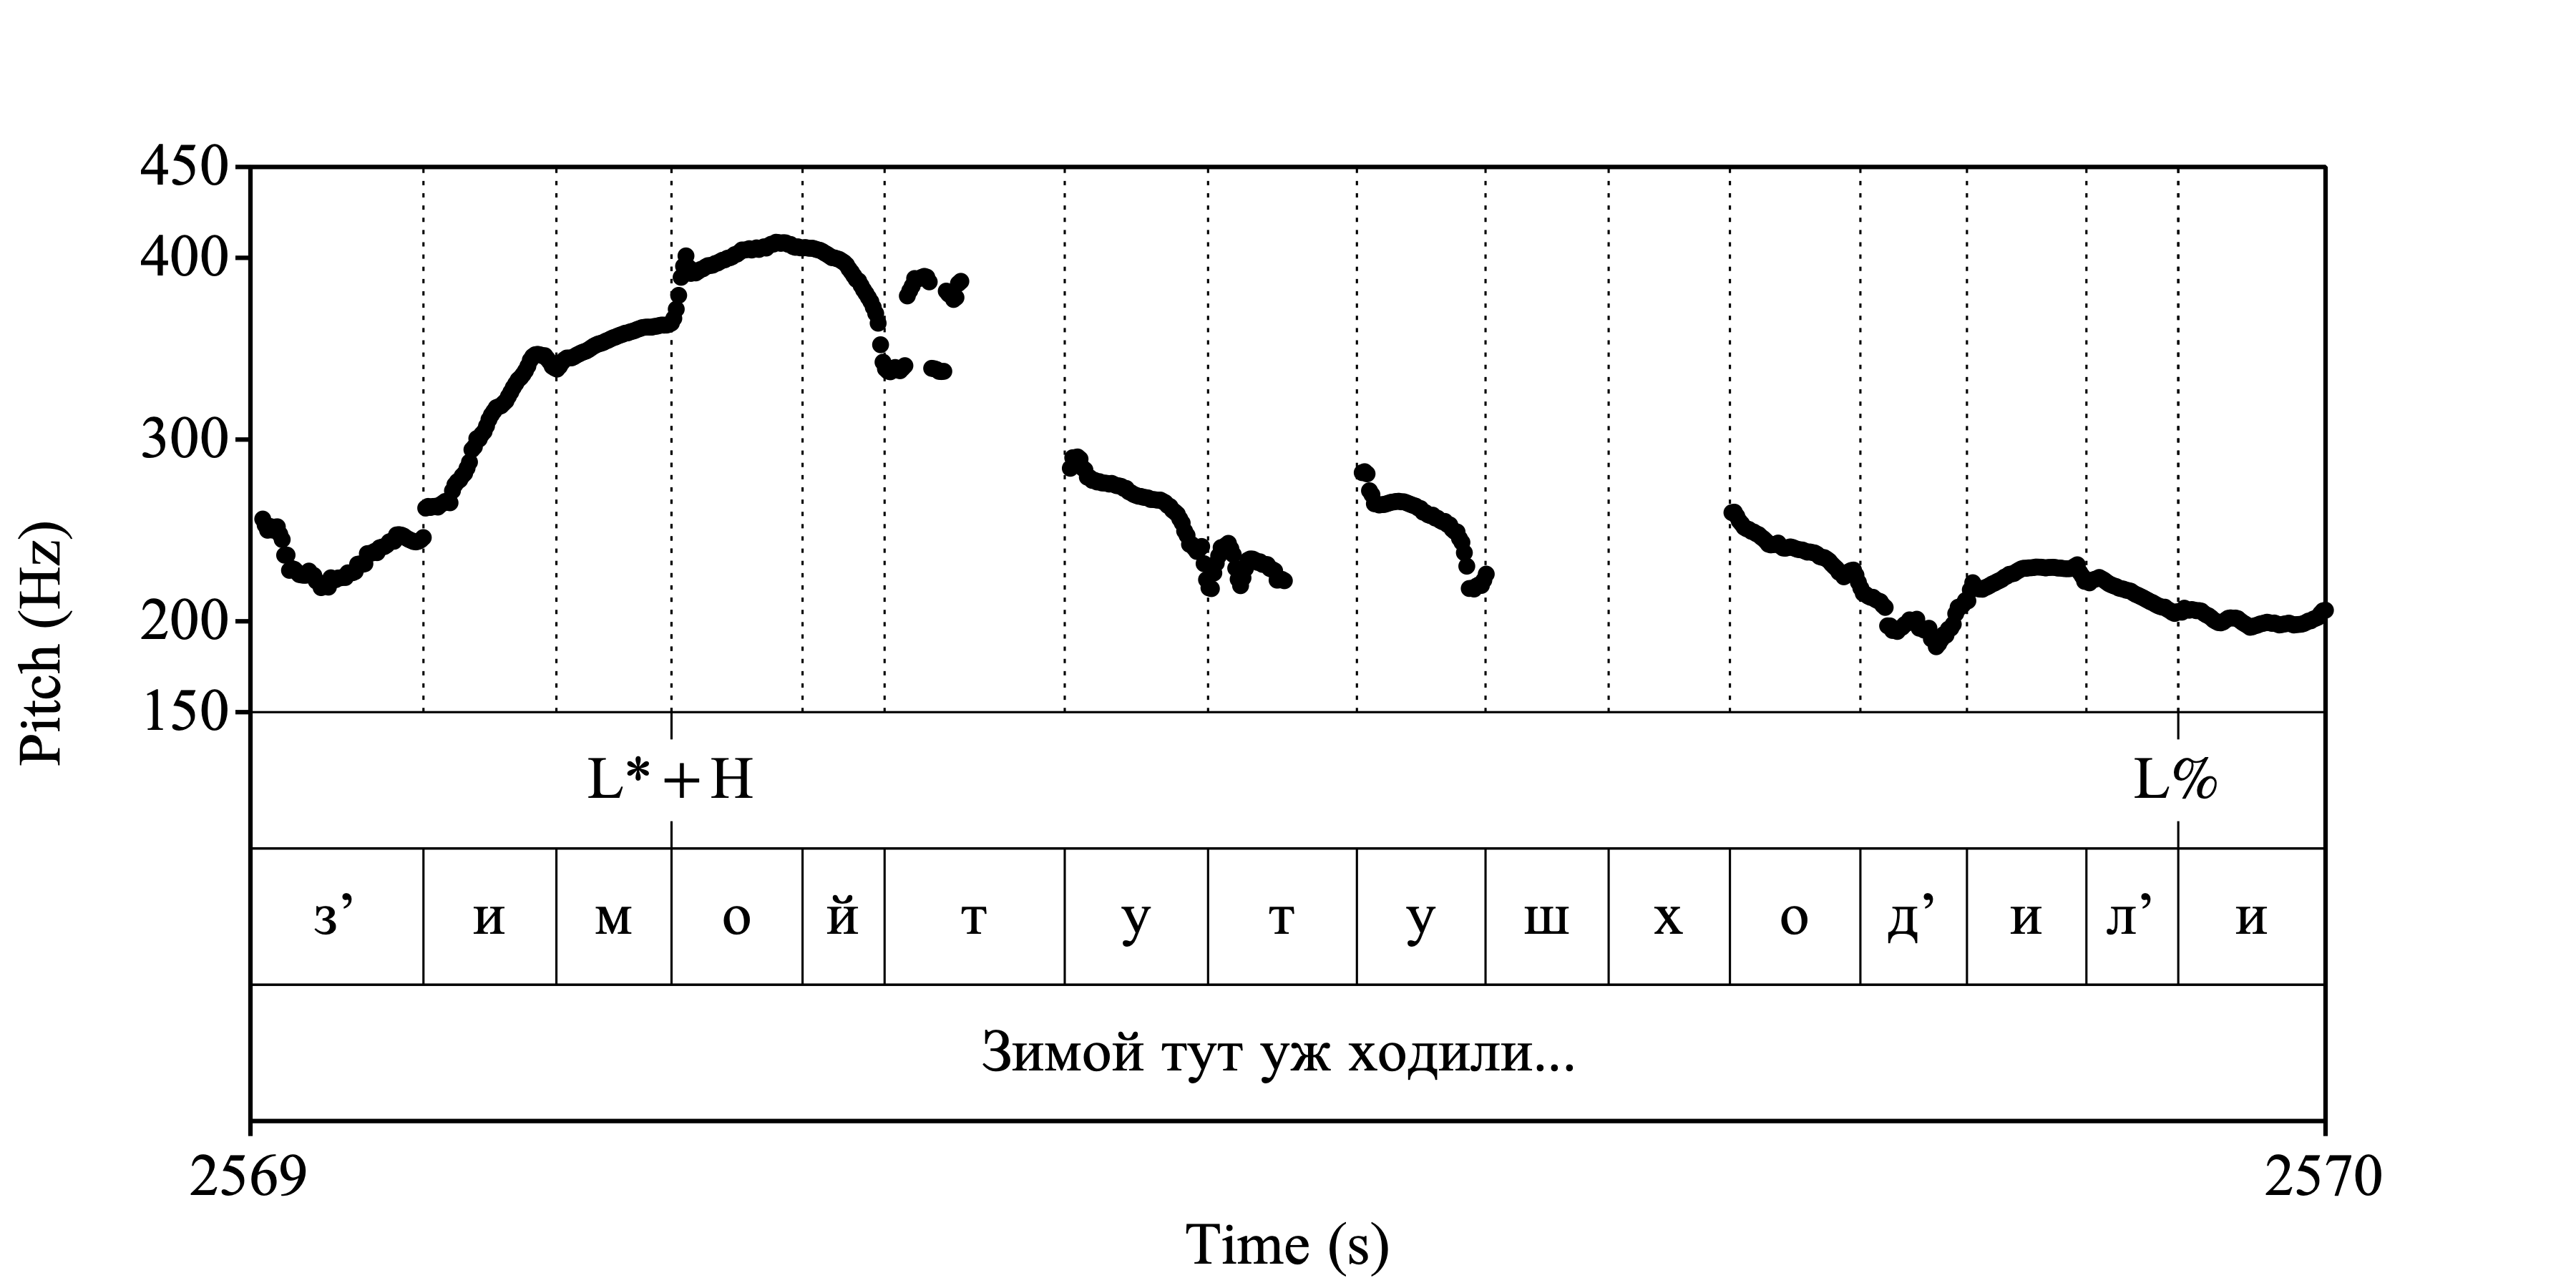 450
400
300
200
150
Pitch (Hz)
L*+H L%
з’ и м о й т у т у ш х о д’ и л’ и
Зимой тут уж ходили...
2569 2570
Time (s)